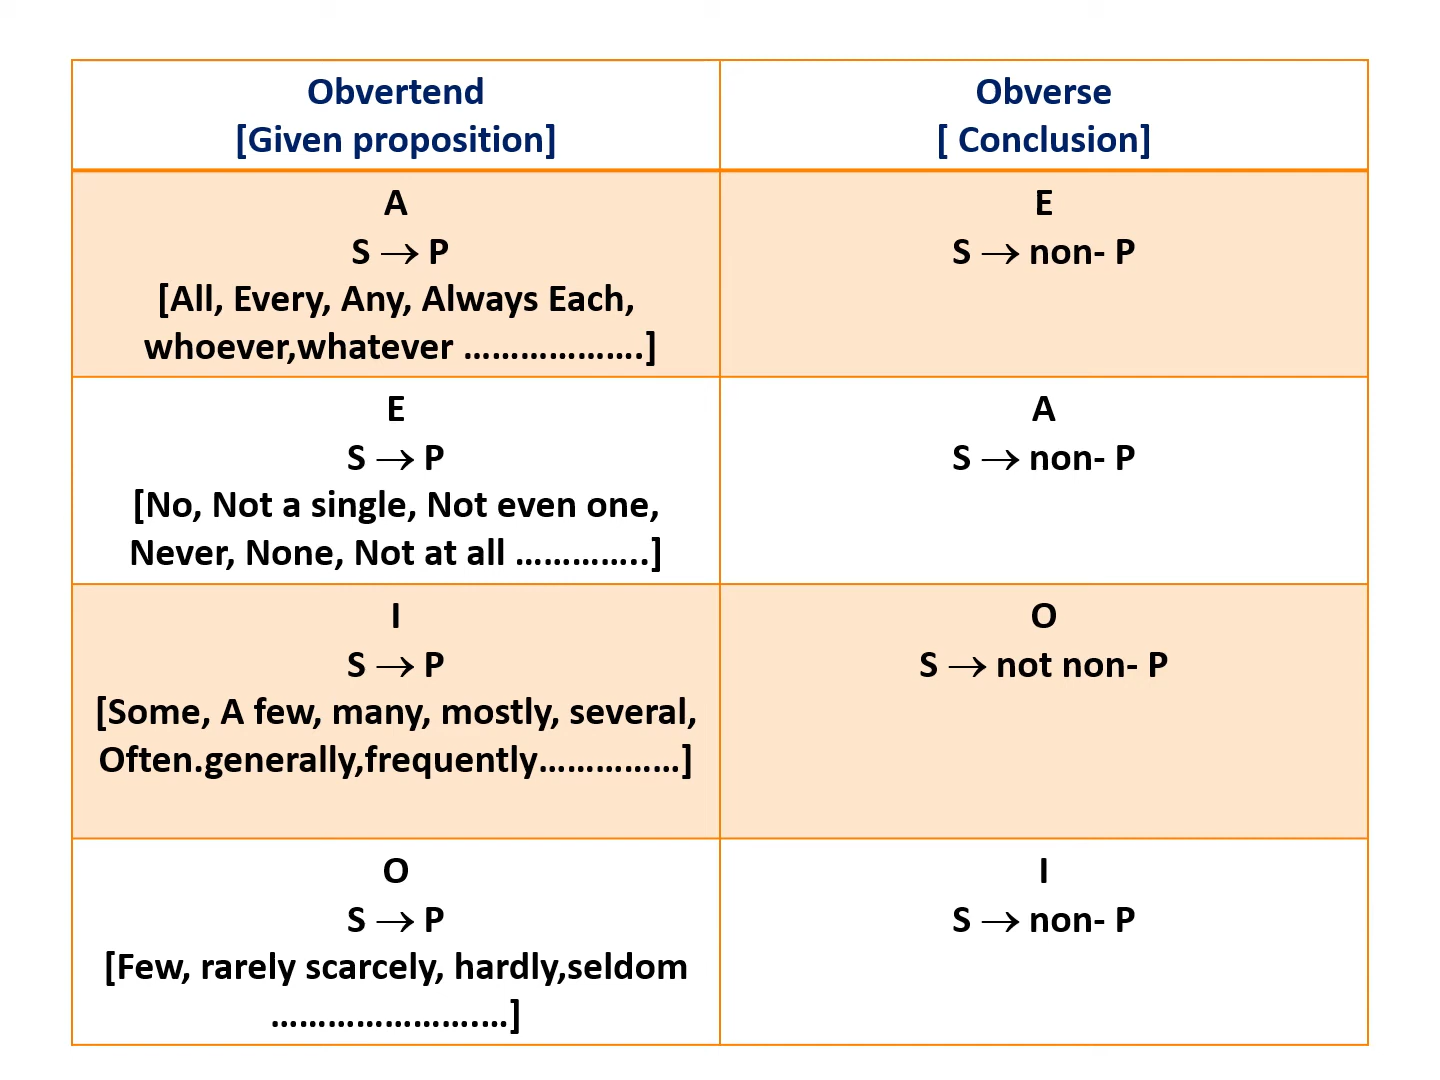 Obvertend
[Given proposition]
Obverse
[ Conclusion]
A
S → P
[All, Every, Any, Always Each,
whoever,whatever ……………….]
E
S → non- P
E
S → P
[No, Not a single, Not even one,
Never, None, Not at all …………..]
A
S → non- P
I
S → P
[Some, A few, many, mostly, several,
Often.generally,frequently……………]
O
S → not non- P
O
S → P
[Few, rarely scarcely, hardly,seldom
………………….…]
I
S → non- P